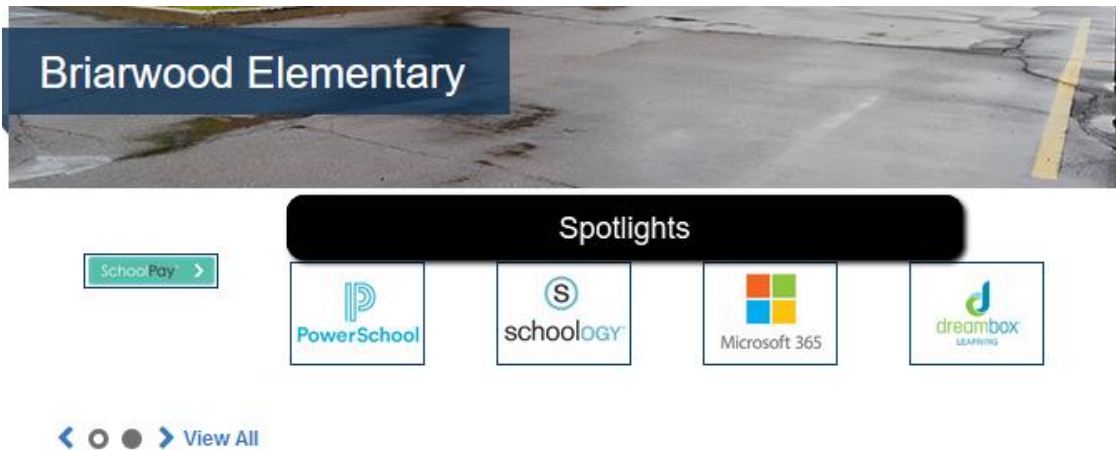 Briarwood Elementary
Spotlights
SchoolPay
PowerSchool
schoology
Microsoft 365
dreambox
LEARNING
View All